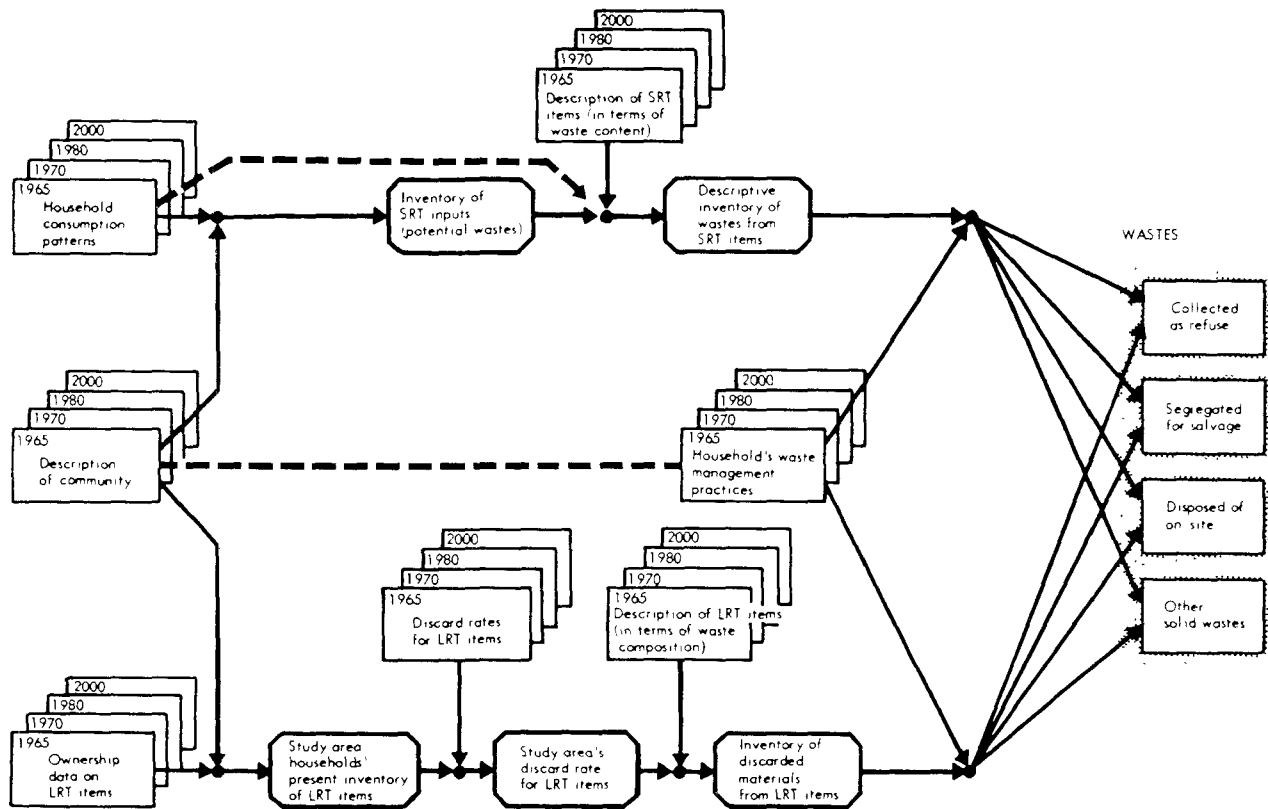 2000
1980
1970
1965
Description of SRT
items (in terms of
waste content)
2000
1980
1970
1965
Household
consumption
patterns
Inventory of
SRT inputs
(potential wastes)
Descriptive
inventory of
wastes from
SRT items
WASTES
Collected
as refuse
Segregated
for salvage
Disposed of
on site
Other
solid wastes
2000
1980
1970
1965
Description
of community
2000
1980
1970
1965
Household's waste
management
practices
2000
1980
1970
1965
Discard rates
for LRT items
2000
1980
1970
1965
Description of LRT items
(in terms of waste
composition)
2000
1980
1970
1965
Ownership
data on
LRT items
Study area
households'
present inventory
of LRT items
Study area's
discard rate
for LRT items
Inventory of
discarded
materials
from LRT items